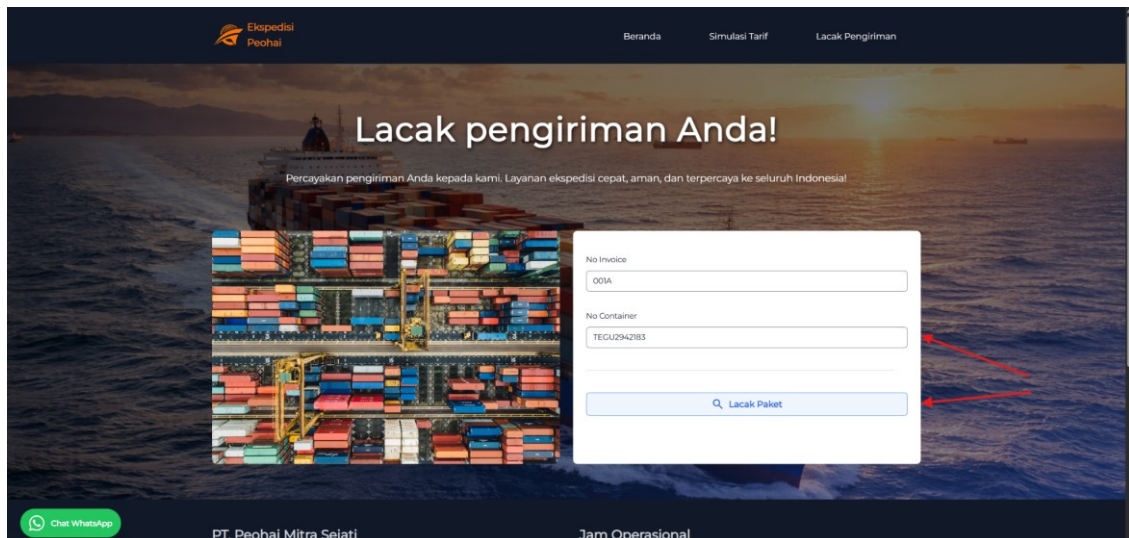 Ekspedisi
Peohai
Beranda Simulasi Tarif Lacak Pengiriman
Lacak pengiriman Anda!
Percayakan pengiriman Anda kepada kami. Layanan ekspedisi cepat, aman, dan terpercaya ke seluruh Indonesia!
No Invoice
001A
No Container
TEGU2942183
Lacak Paket
Chat WhatsApp
PT. Peohai Mitra Sejati Jam Operasional